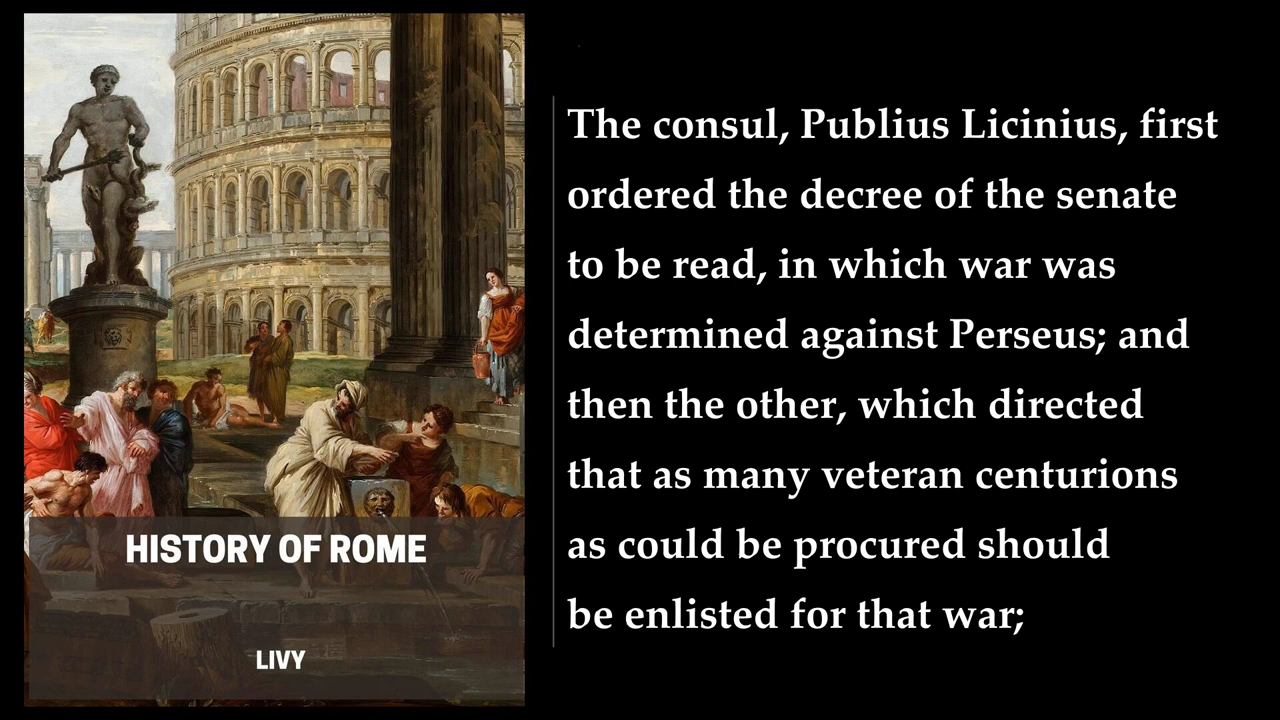 HISTORY OF ROME
LIVY
The consul, Publius Licinius, first
ordered the decree of the senate
to be read, in which war was
determined against Perseus; and
then the other, which directed
that as many veteran centurions
as could be procured should
be enlisted for that war;